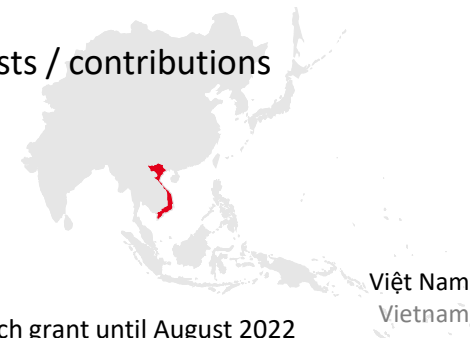 sts / contributions
Việt Nam
Vietnam
ch grant until August 2022